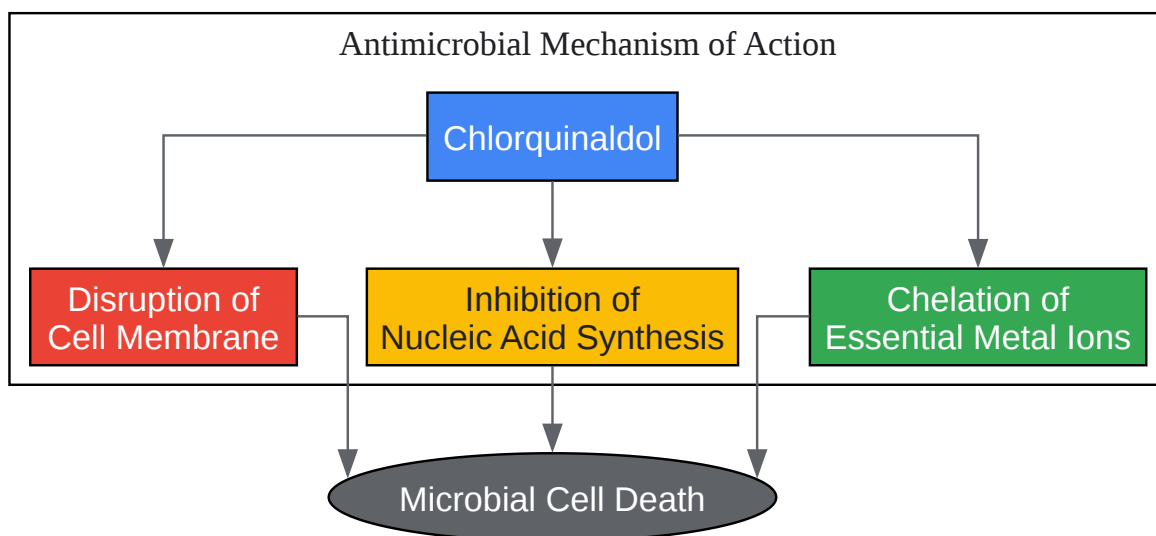 Antimicrobial Mechanism of Action
Chlorquinaldol
Disruption of
Cell Membrane
Inhibition of
Nucleic Acid Synthesis
Chelation of
Essential Metal Ions
Microbial Cell Death